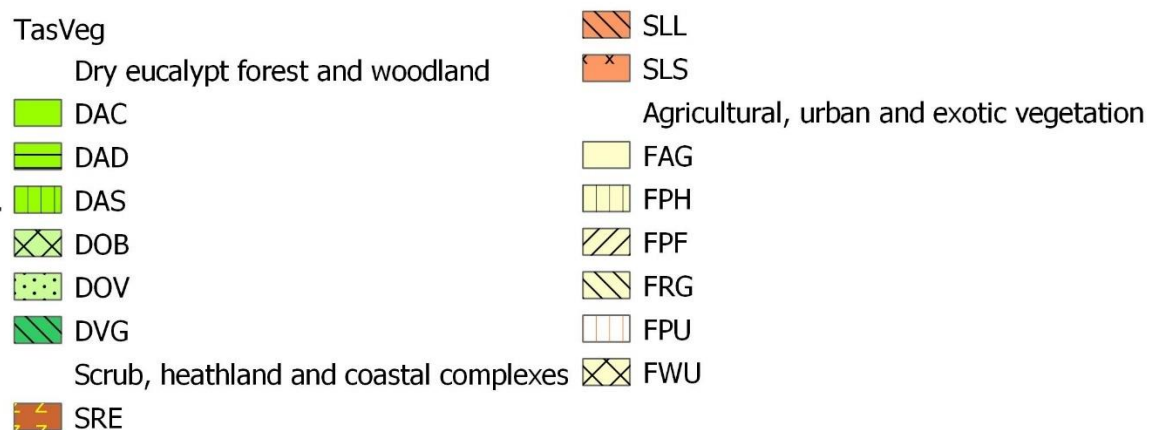 TasVeg
Dry eucalypt forest and woodland
DAC
DAD
DAS
DOB
DOV
DVG
Scrub, heathland and coastal complexes
SRE
SLL
SLS
Agricultural, urban and exotic vegetation
FAG
FPH
FPF
FRG
FPU
FWU